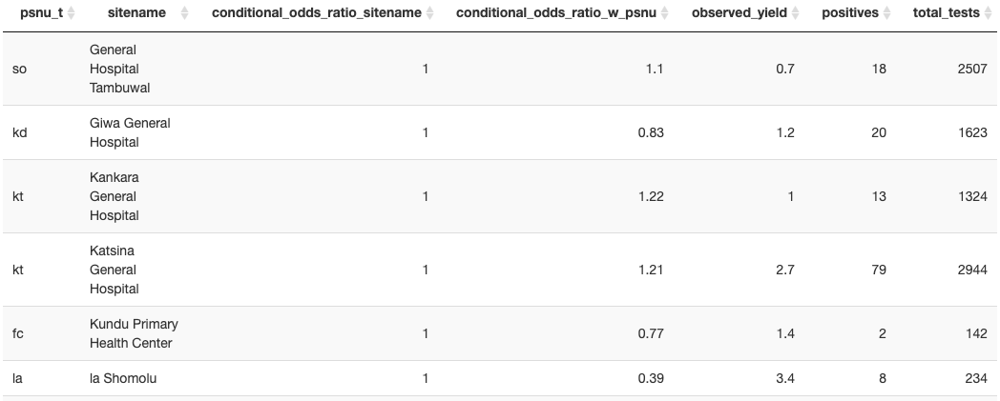 psnu_t sitename conditional_odds_ratio_sitename conditional_odds_ratio_w_psnu observed_yield positives total_tests
General
so Hospital 1 1.1 0.7 18 2507
Tambuwal
Giwa General
kd 1 0.83 1.2 20 1623
Hospital
Kankara
kt General 1 1.22 1 13 1324
Hospital
Katsina
kt General 1 1.21 2.7 79 2944
Hospital
Kundu Primary
fc 1 0.77 1.4 2 142
Health Center
la la Shomolu 1 0.39 3.4 8 234